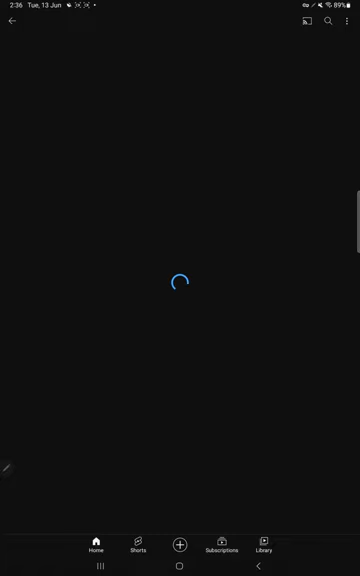 2:36 Tue, 13 Jun
89%
Home
Shorts
Subscriptions
Library